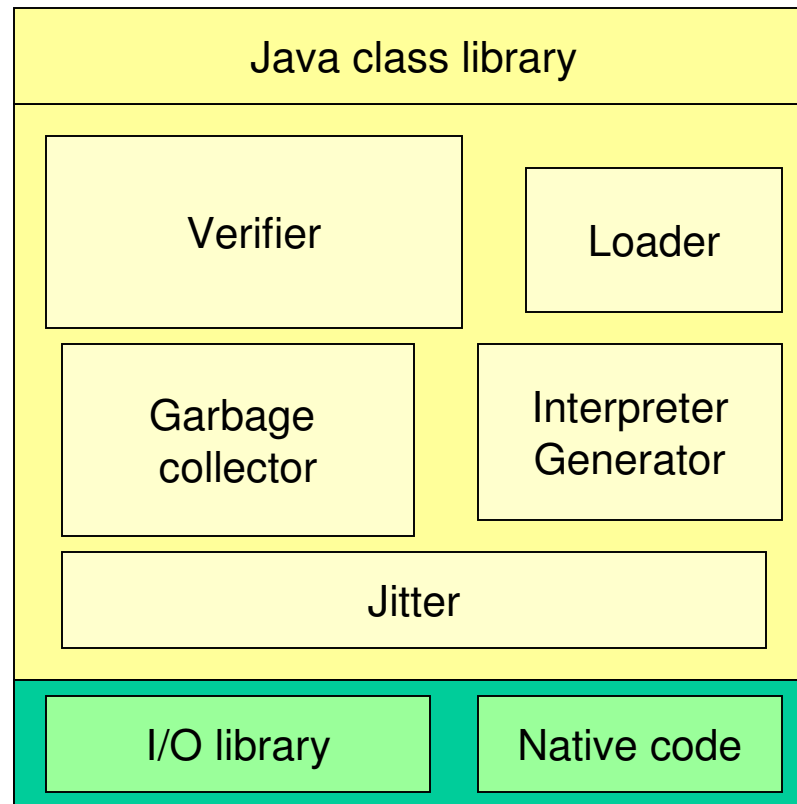 Java class library
Verifier
Loader
Garbage
collector
Interpreter
Generator
Jitter
I/O library
Native code